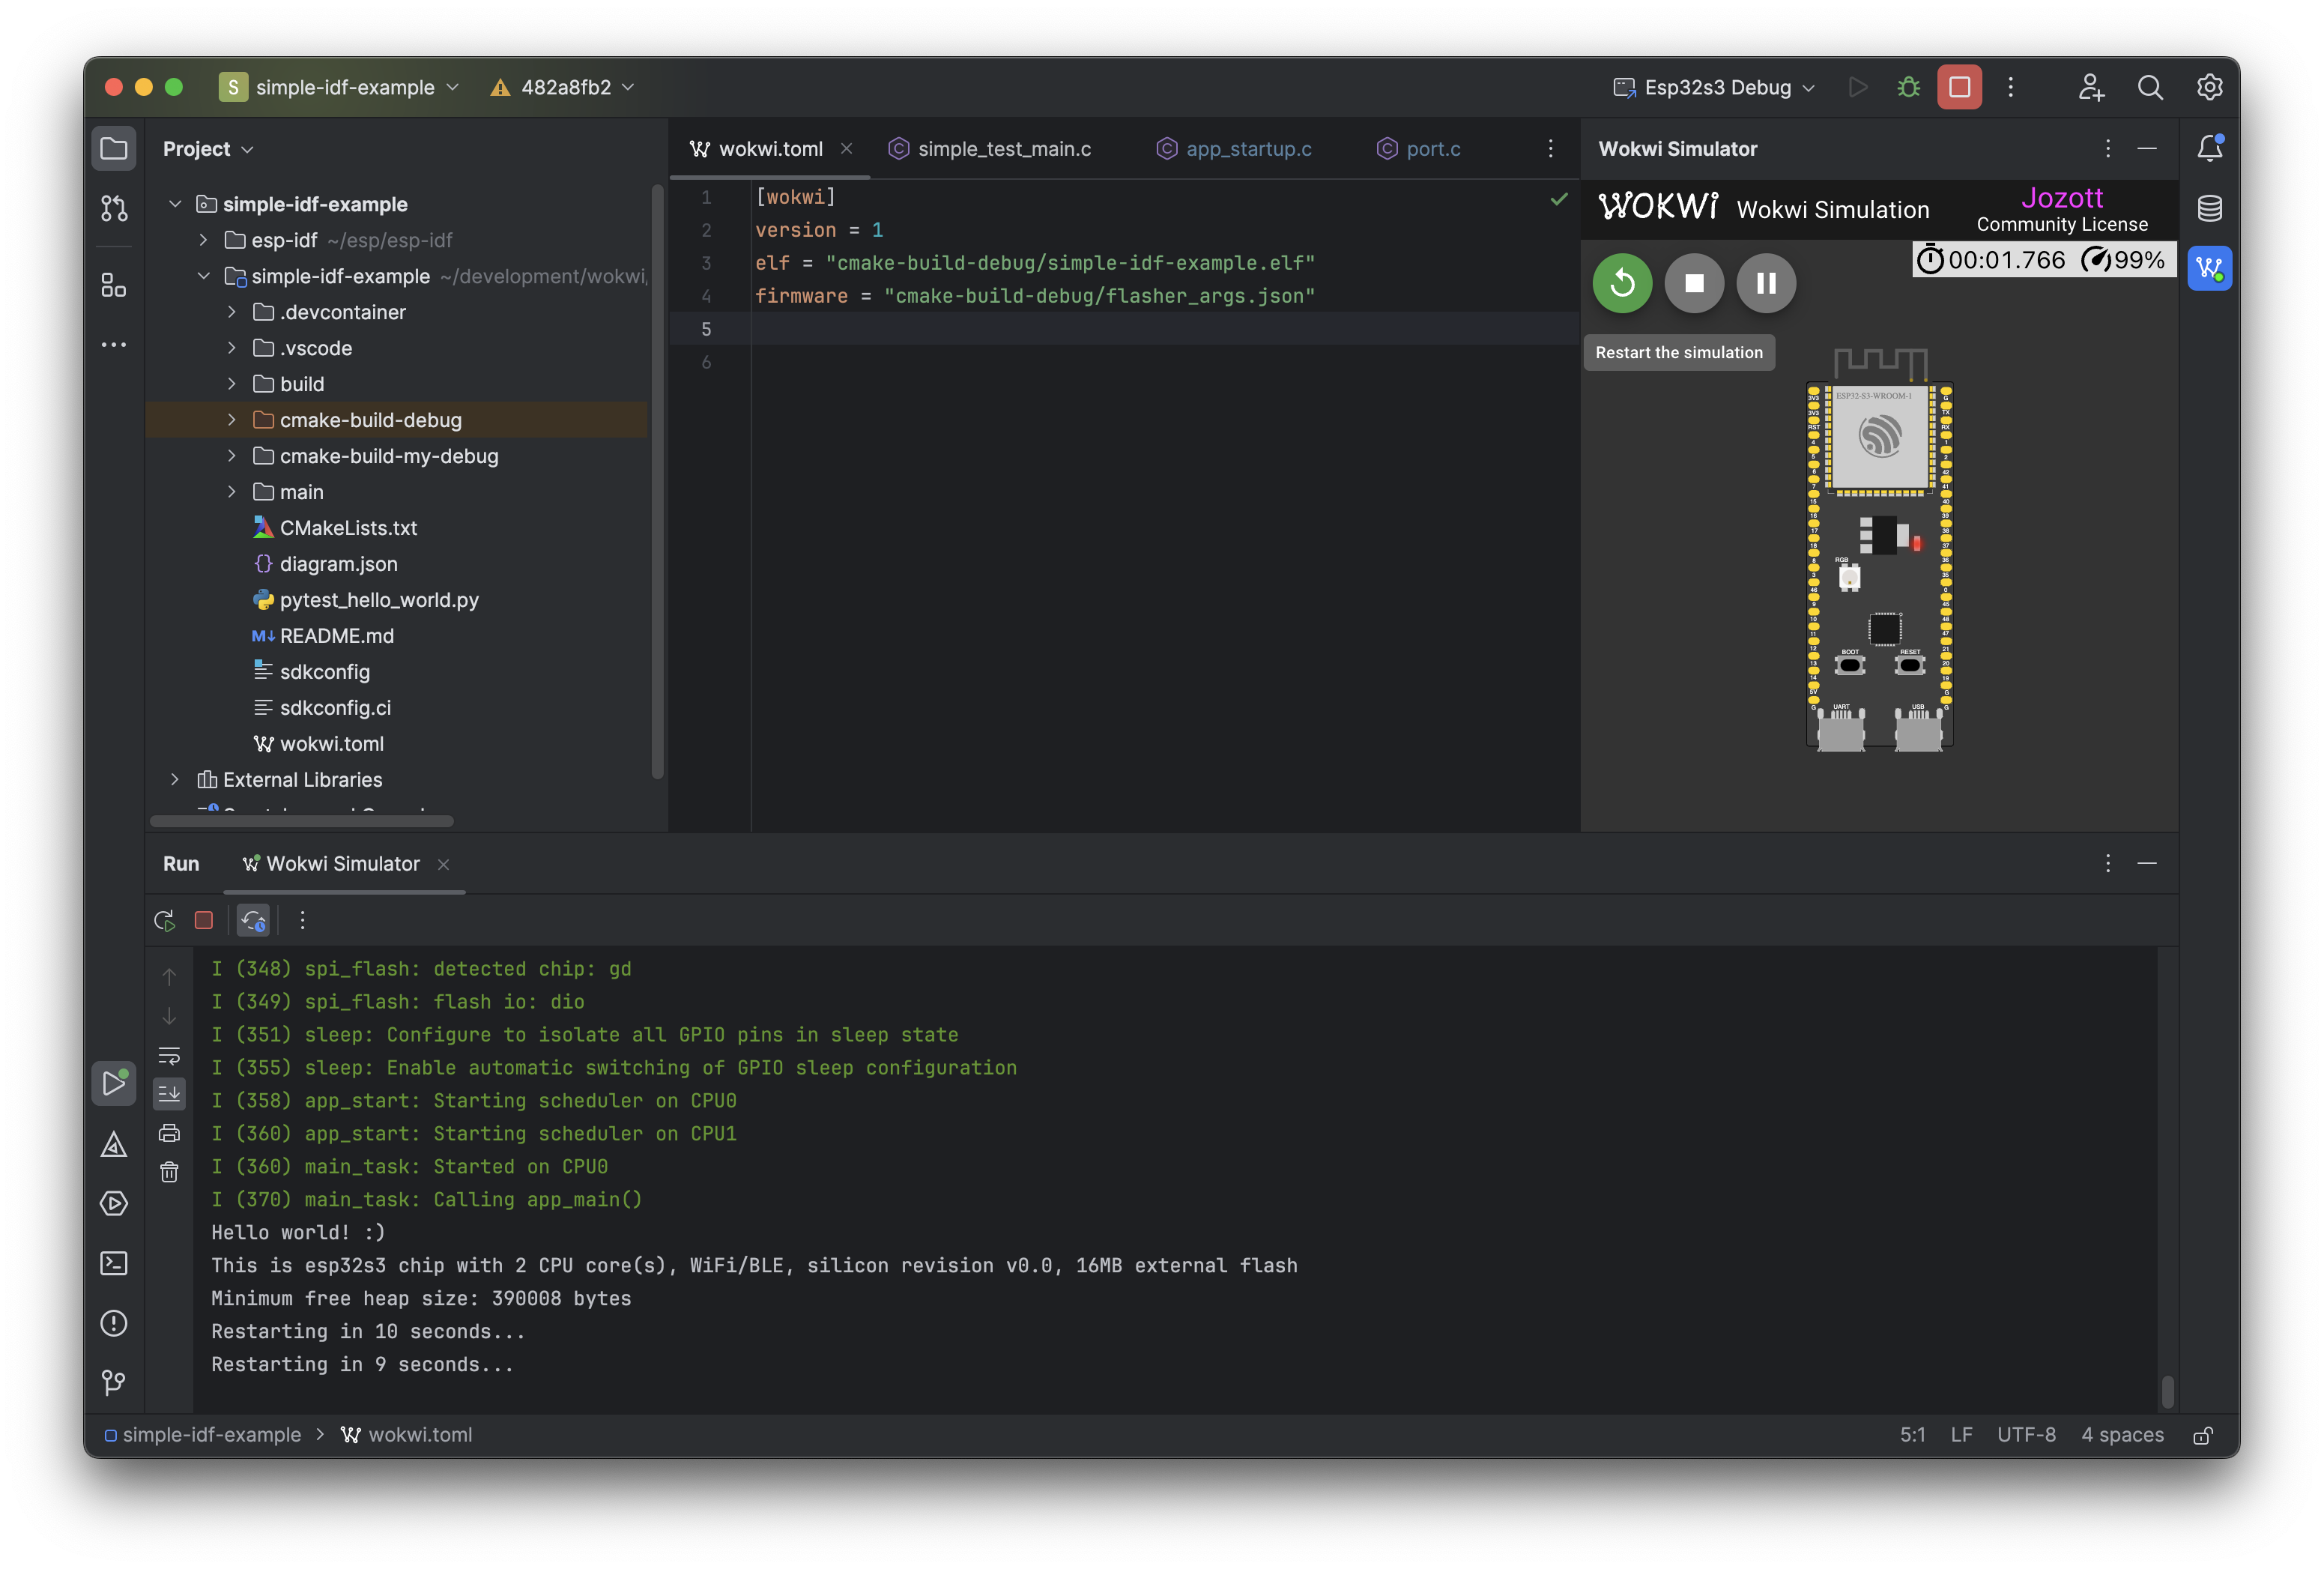 S simple-idf-example 482a8fb2 Esp32s3 Debug
Project
simple-idf-example
esp-idf ~/esp/esp-idf
simple-idf-example ~/development/wokwi/
.devcontainer
.vscode
build
cmake-build-debug
cmake-build-my-debug
main
CMakeLists.txt
diagram.json
pytest_hello_world.py
M↓ README.md
sdkconfig
sdkconfig.ci
wokwi.toml
External Libraries
wokwi.toml simple_test_main.c app_startup.c port.c
1 [wokwi]
2 version = 1
3 elf = "cmake-build-debug/simple-idf-example.elf"
4 firmware = "cmake-build-debug/flasher_args.json"
5
6
Wokwi Simulator
WOKWi Wokwi Simulation
Jozott
Community License
00:01.766 99%
Restart the simulation
ESP32-S3-WROOM-1
RGB
BOOT RESET
UART USB
Run Wokwi Simulator
I (348) spi_flash: detected chip: gd
I (349) spi_flash: flash io: dio
I (351) sleep: Configure to isolate all GPIO pins in sleep state
I (355) sleep: Enable automatic switching of GPIO sleep configuration
I (358) app_start: Starting scheduler on CPU0
I (360) app_start: Starting scheduler on CPU1
I (360) main_task: Started on CPU0
I (370) main_task: Calling app_main()
Hello world! :)
This is esp32s3 chip with 2 CPU core(s), WiFi/BLE, silicon revision v0.0, 16MB external flash
Minimum free heap size: 390008 bytes
Restarting in 10 seconds...
Restarting in 9 seconds...
simple-idf-example > wokwi.toml 5:1 LF UTF-8 4 spaces